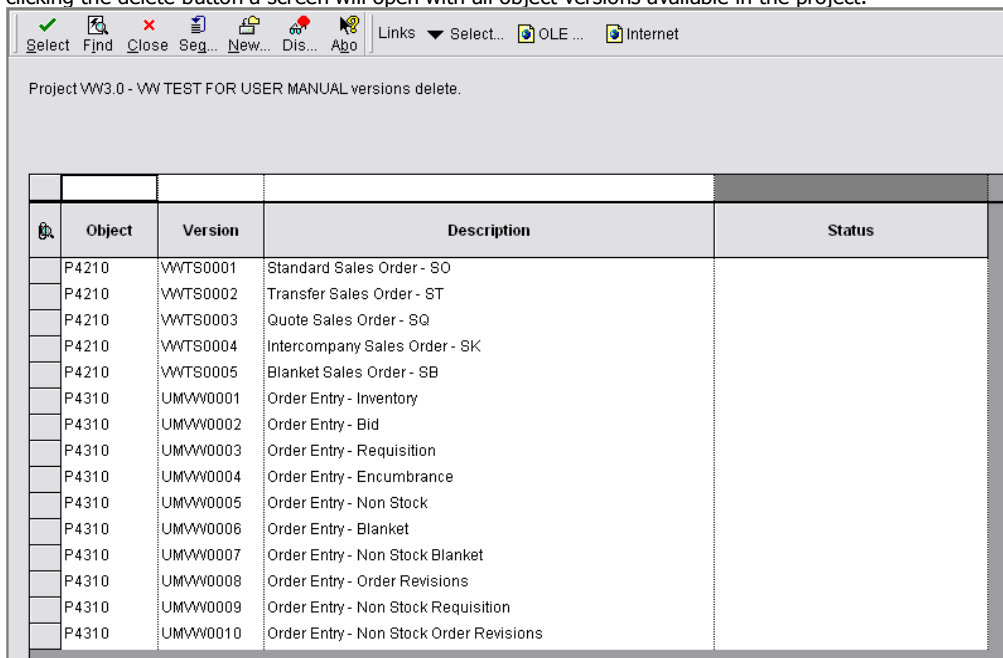 clicking the delete button a screen will open with all object versions available in the project.
Select Find Close Seq... New... Dis... Abo Links Select... OLE ... Internet
Project VW3.0 - VW TEST FOR USER MANUAL versions delete.
Object Version Description Status
P4210 VWTS0001 Standard Sales Order - SO
P4210 VWTS0002 Transfer Sales Order - ST
P4210 VWTS0003 Quote Sales Order - SQ
P4210 VWTS0004 Intercompany Sales Order - SK
P4210 VWTS0005 Blanket Sales Order - SB
P4310 UMVW0001 Order Entry - Inventory
P4310 UMVW0002 Order Entry - Bid
P4310 UMVW0003 Order Entry - Requisition
P4310 UMVW0004 Order Entry - Encumbrance
P4310 UMVW0005 Order Entry - Non Stock
P4310 UMVW0006 Order Entry - Blanket
P4310 UMVW0007 Order Entry - Non Stock Blanket
P4310 UMVW0008 Order Entry - Order Revisions
P4310 UMVW0009 Order Entry - Non Stock Requisition
P4310 UMVW0010 Order Entry - Non Stock Order Revisions